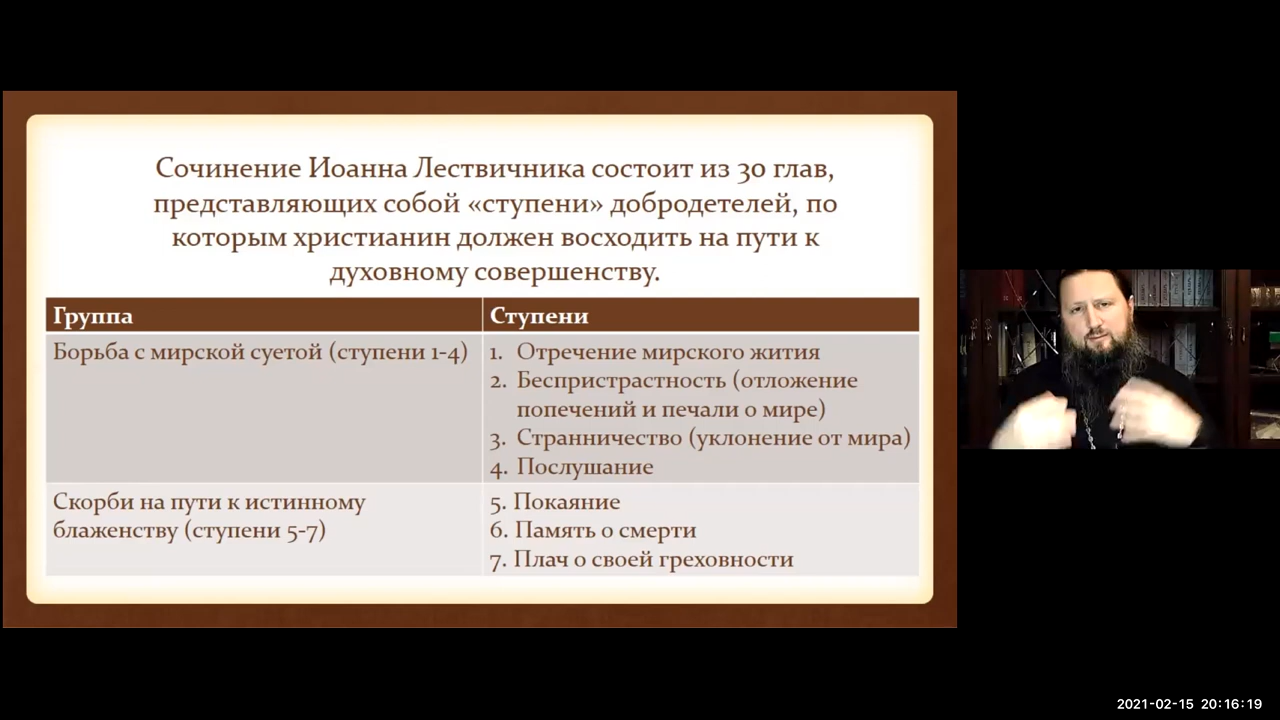 Сочинение Иоанна Лествичника состоит из 30 глав,
представляющих собой «ступени» добродетелей, по
которым христианин должен восходить на пути к
духовному совершенству.
Группа
Ступени
Борьба с мирской суетой (ступени 1-4)
1. Отречение мирского жития
2. Беспристрастность (отложение
попечений и печали о мире)
3. Странничество (уклонение от мира)
4. Послушание
Скорби на пути к истинному
блаженству (ступени 5-7)
5. Покаяние
6. Память о смерти
7. Плач о своей греховности
2021-02-15 20:16:19